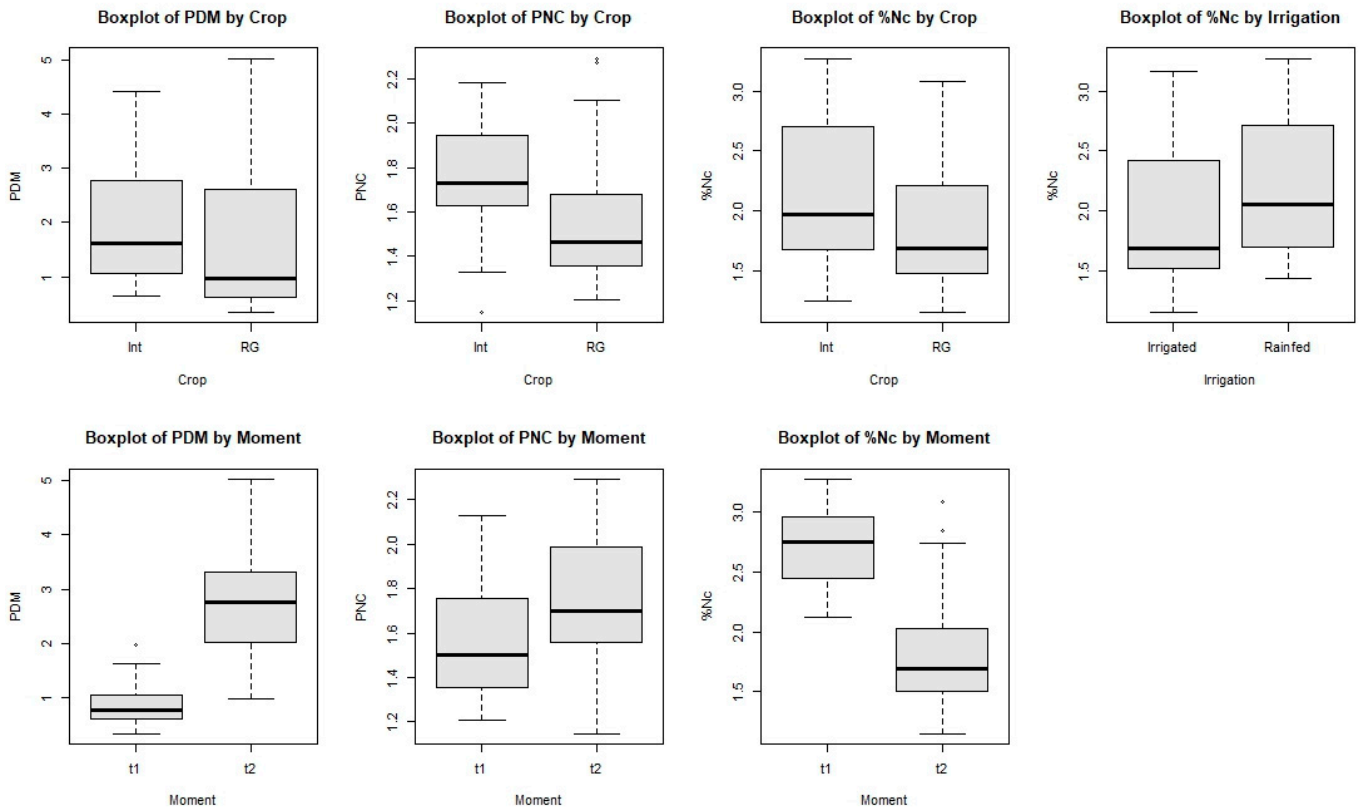 Boxplot of PDM by Crop
PDM
5
4
3
2
1
Int
RG
Crop
Boxplot of PNC by Crop
PNC
2.2
2.0
1.8
1.6
1.4
1.2
Int
RG
Crop
Boxplot of %Nc by Crop
%Nc
3.0
2.5
2.0
1.5
Int
RG
Crop
Boxplot of %Nc by Irrigation
%Nc
3.0
2.5
2.0
1.5
Irrigated
Rainfed
Irrigation
Boxplot of PDM by Moment
PDM
5
4
3
2
1
t1
t2
Moment
Boxplot of PNC by Moment
PNC
2.2
2.0
1.8
1.6
1.4
1.2
t1
t2
Moment
Boxplot of %Nc by Moment
%Nc
3.0
2.5
2.0
1.5
t1
t2
Moment